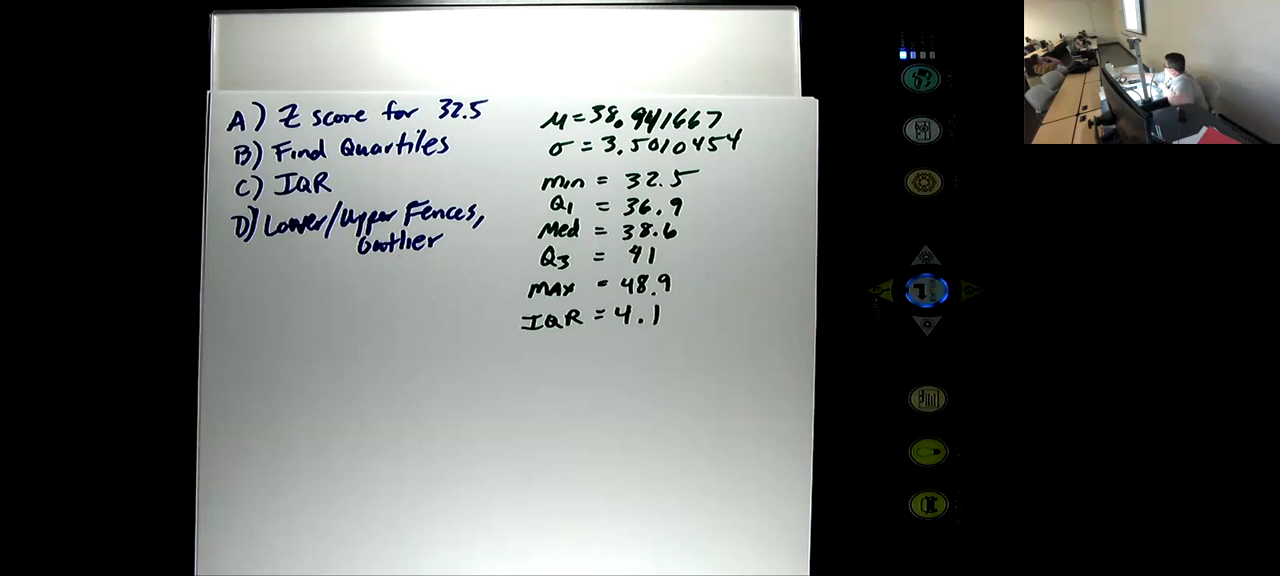 A) Z score for 32.5
B) Find Quartiles
C) IQR
D) Lower/Upper Fences,
Outlier
μ = 38.941667
σ = 3.5010454
min = 32.5
Q1 = 36.9
Med = 38.6
Q3 = 41
max = 48.9
IQR = 4.1